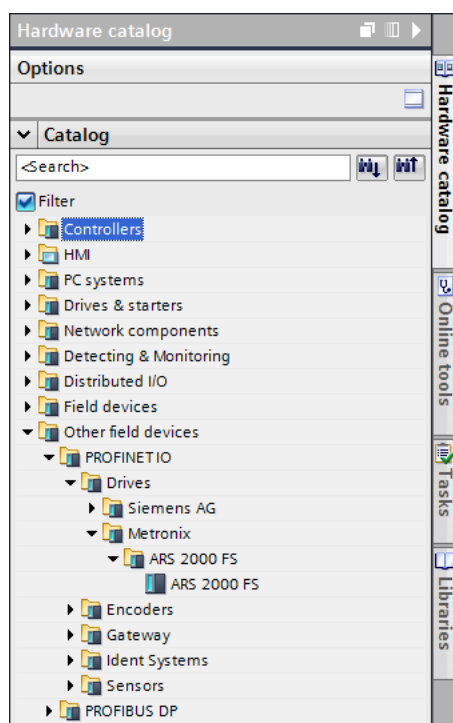 Hardware catalog
Options
Catalog
<Search>
Filter
Controllers
HMI
PC systems
Drives & starters
Network components
Detecting & Monitoring
Distributed I/O
Field devices
Other field devices
PROFINET IO
Drives
Siemens AG
Metronix
ARS 2000 FS
ARS 2000 FS
Encoders
Gateway
Ident Systems
Sensors
PROFIBUS DP
Hardware catalog
Online tools
Tasks
Libraries